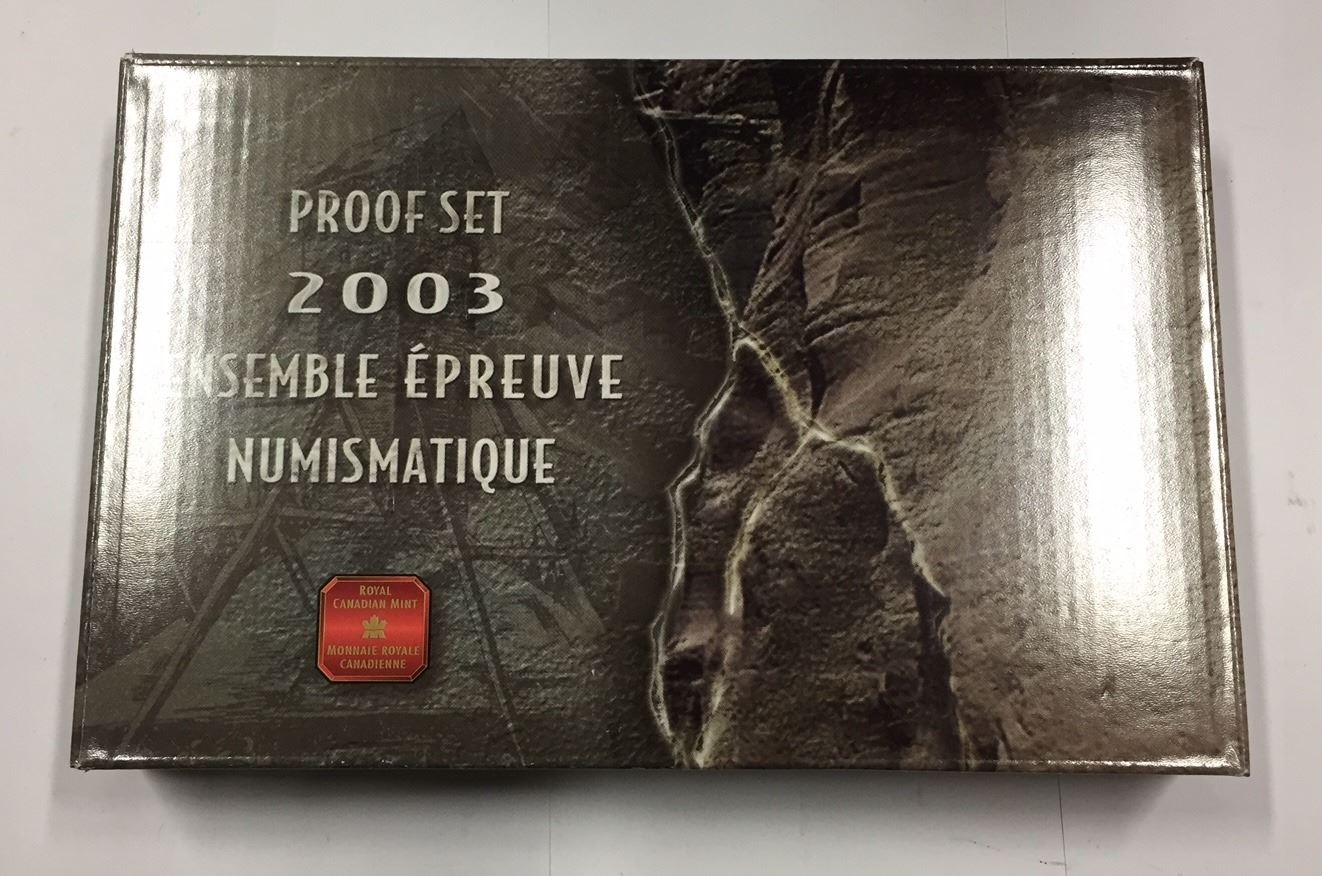 PROOF SET
2003
ENSEMBLE ÉPREUVE
NUMISMATIQUE
ROYAL
CANADIAN MINT
MONNAIE ROYALE
CANADIENNE